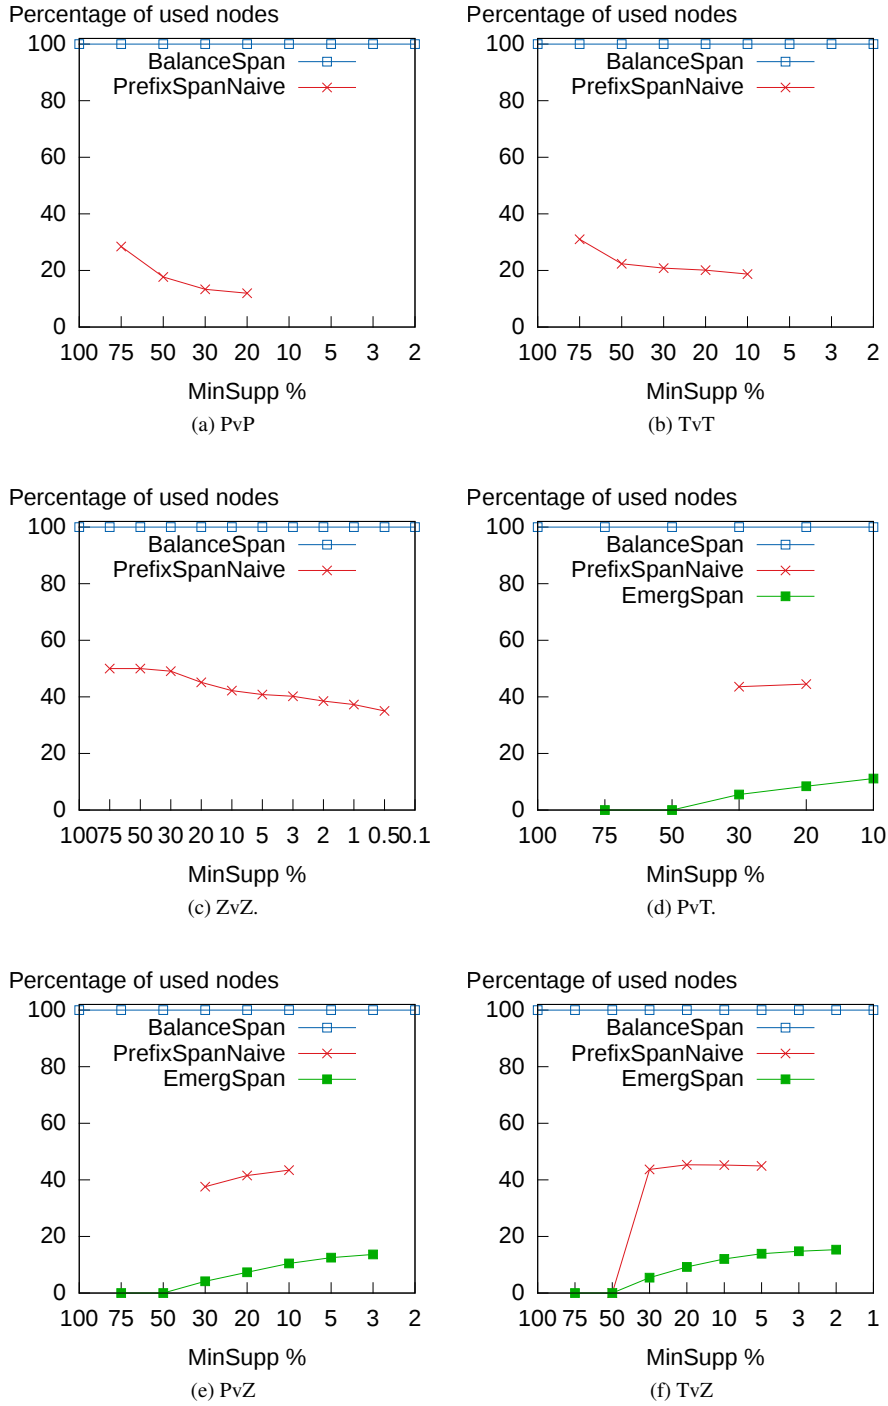 Percentage of used nodes
100
80
60
40
20
0
BalanceSpan
PrefixSpanNaive
100 75 50 30 20 10 5 3 2
MinSupp %
(a) PvP
Percentage of used nodes
100
80
60
40
20
0
BalanceSpan
PrefixSpanNaive
100 75 50 30 20 10 5 3 2
MinSupp %
(b) TvT
Percentage of used nodes
100
80
60
40
20
0
BalanceSpan
PrefixSpanNaive
100 75 50 30 20 10 5 3 2 1 0.5 0.1
MinSupp %
(c) ZvZ.
Percentage of used nodes
100
80
60
40
20
0
BalanceSpan
PrefixSpanNaive
EmergSpan
100 75 50 30 20 10
MinSupp %
(d) PvT.
Percentage of used nodes
100
80
60
40
20
0
BalanceSpan
PrefixSpanNaive
EmergSpan
100 75 50 30 20 10 5 3 2
MinSupp %
(e) PvZ
Percentage of used nodes
100
80
60
40
20
0
BalanceSpan
PrefixSpanNaive
EmergSpan
100 75 50 30 20 10 5 3 2 1
MinSupp %
(f) TvZ